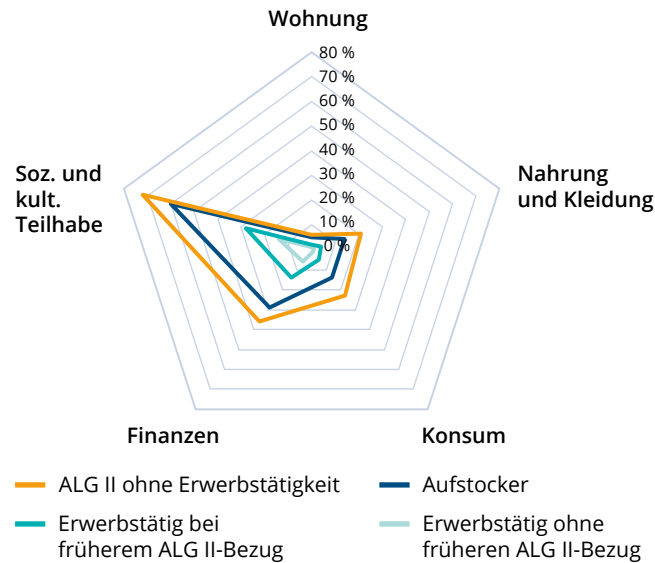 Wohnung
80 %
70 %
60 %
50 %
40 %
30 %
20 %
10 %
0 %
Soz. und
kult.
Teilhabe
Nahrung
und Kleidung
Finanzen
Konsum
ALG II ohne Erwerbstätigkeit
Aufstocker
Erwerbstätig bei
früherem ALG II-Bezug
Erwerbstätig ohne
früheren ALG II-Bezug